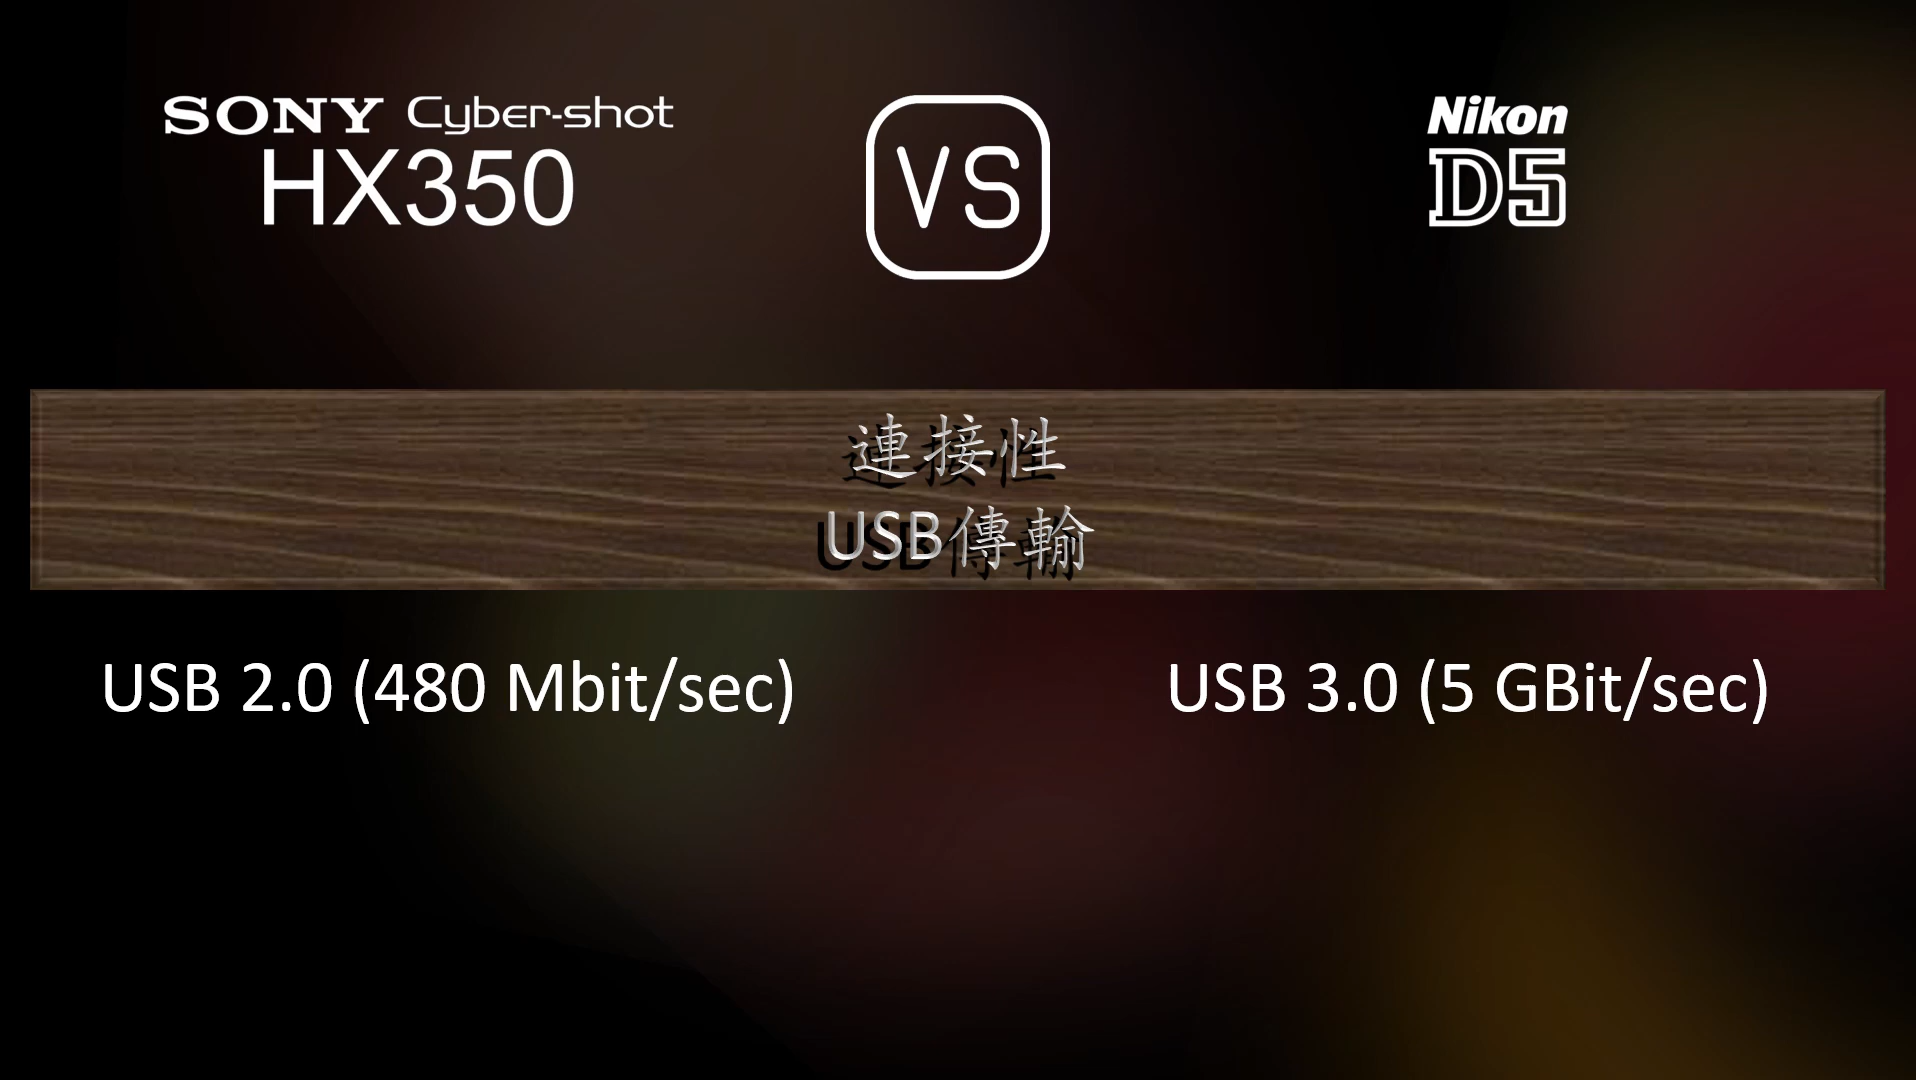 SONY Cyber-shot
HX350
VS
Nikon
D5
連接性
USB傳輸
USB 2.0 (480 Mbit/sec)
USB 3.0 (5 GBit/sec)